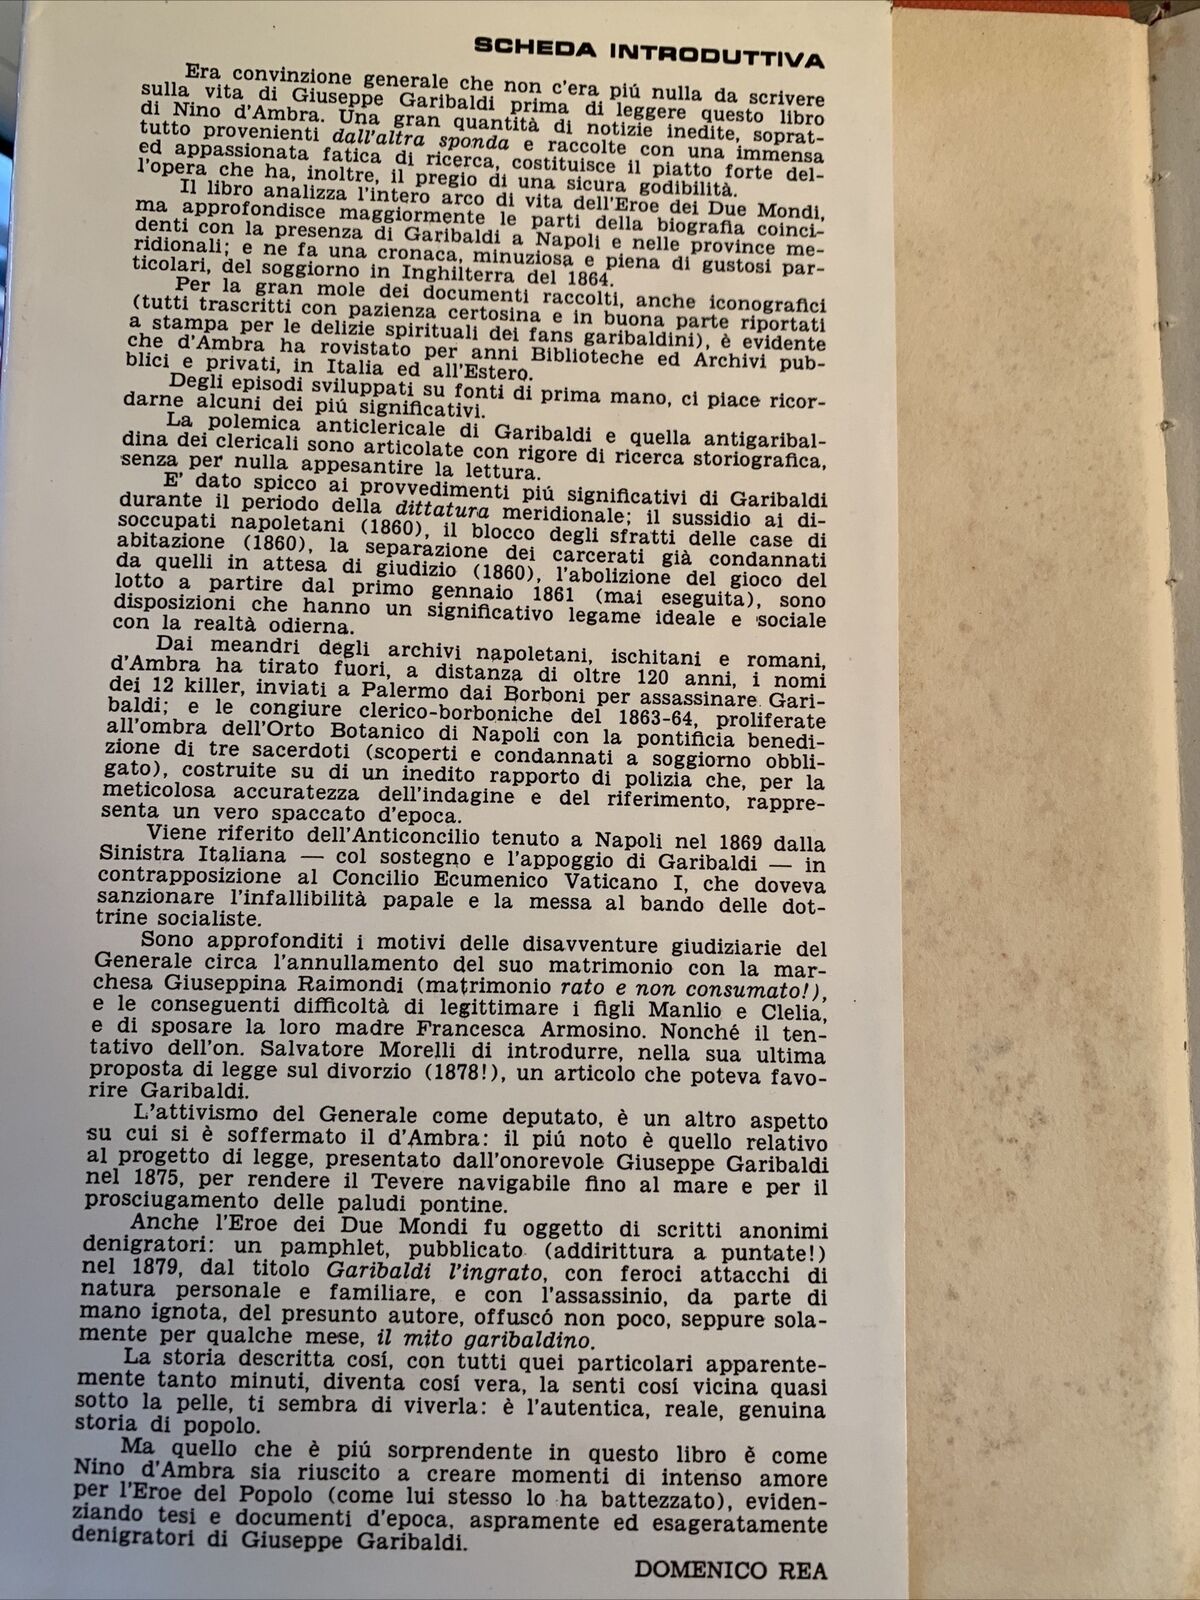 SCHEDA INTRODUTTIVA
Era convinzione generale che non c'era piú nulla da scrivere
sulla vita di Giuseppe Garibaldi prima di leggere questo libro
di Nino d'Ambra. Una gran quantità di notizie inedite, soprat-
tutto provenienti dall'altra sponda e raccolte con una immensa
ed appassionata fatica di ricerca, costituisce il piatto forte del-
l'opera che ha, inoltre, il pregio di una sicura godibilità.
Il libro analizza l'intero arco di vita dell'Eroe dei Due Mondi,
ma approfondisce maggiormente le parti della biografia coinci-
denti con la presenza di Garibaldi a Napoli e nelle province me-
ridionali; e ne fa una cronaca, minuziosa e piena di gustosi par-
ticolari, del soggiorno in Inghilterra del 1864.
Per la gran mole dei documenti raccolti, anche iconografici
(tutti trascritti con pazienza certosina e in buona parte riportati
a stampa per le delizie spirituali dei fans garibaldini), è evidente
che d'Ambra ha rovistato per anni Biblioteche ed Archivi pub-
blici e privati, in Italia ed all'Estero.
Degli episodi sviluppati su fonti di prima mano, ci piace ricor-
darne alcuni dei piú significativi.
La polemica anticlericale di Garibaldi e quella antigaribal-
dina dei clericali sono articolate con rigore di ricerca storiografica,
senza per nulla appesantire la lettura.
E' dato spicco ai provvedimenti piú significativi di Garibaldi
durante il periodo della dittatura meridionale; il sussidio ai di-
soccupati napoletani (1860), il blocco degli sfratti delle case di
abitazione (1860), la separazione dei carcerati già condannati
da quelli in attesa di giudizio (1860), l'abolizione del gioco del
lotto a partire dal primo gennaio 1861 (mai eseguita), sono
disposizioni che hanno un significativo legame ideale e sociale
con la realtà odierna.
Dai meandri degli archivi napoletani, ischitani e romani,
d'Ambra ha tirato fuori, a distanza di oltre 120 anni, i nomi
dei 12 killer, inviati a Palermo dai Borboni per assassinare Gari-
baldi; e le congiure clerico-borboniche del 1863-64, proliferate
all'ombra dell'Orto Botanico di Napoli con la pontificia benedi-
zione di tre sacerdoti (scoperti e condannati a soggiorno obbli-
gato), costruite su di un inedito rapporto di polizia che, per la
meticolosa accuratezza dell'indagine e del riferimento, rappre-
senta un vero spaccato d'epoca.
Viene riferito dell'Anticoncilio tenuto a Napoli nel 1869 dalla
Sinistra Italiana — col sostegno e l'appoggio di Garibaldi — in
contrapposizione al Concilio Ecumenico Vaticano I, che doveva
sanzionare l'infallibilità papale e la messa al bando delle dot-
trine socialiste.
Sono approfonditi i motivi delle disavventure giudiziarie del
Generale circa l'annullamento del suo matrimonio con la mar-
chesa Giuseppina Raimondi (matrimonio rato e non consumato!),
e le conseguenti difficoltà di legittimare i figli Manlio e Clelia,
e di sposare la loro madre Francesca Armosino. Nonché il ten-
tativo dell'on. Salvatore Morelli di introdurre, nella sua ultima
proposta di legge sul divorzio (1878!), un articolo che poteva favo-
rire Garibaldi.
L'attivismo del Generale come deputato, è un altro aspetto
su cui si è soffermato il d'Ambra: il piú noto è quello relativo
al progetto di legge, presentato dall'onorevole Giuseppe Garibaldi
nel 1875, per rendere il Tevere navigabile fino al mare e per il
prosciugamento delle paludi pontine.
Anche l'Eroe dei Due Mondi fu oggetto di scritti anonimi
denigratori: un pamphlet, pubblicato (addirittura a puntate!)
nel 1879, dal titolo Garibaldi l'ingrato, con feroci attacchi di
natura personale e familiare, e con l'assassinio, da parte di
mano ignota, del presunto autore, offuscó non poco, seppure sola-
mente per qualche mese, il mito garibaldino.
La storia descritta cosí, con tutti quei particolari apparente-
mente tanto minuti, diventa cosí vera, la senti cosí vicina quasi
sotto la pelle, ti sembra di viverla: è l'autentica, reale, genuina
storia di popolo.
Ma quello che è piú sorprendente in questo libro è come
Nino d'Ambra sia riuscito a creare momenti di intenso amore
per l'Eroe del Popolo (come lui stesso lo ha battezzato), eviden-
ziando tesi e documenti d'epoca, aspramente ed esageratamente
denigratori di Giuseppe Garibaldi.
DOMENICO REA